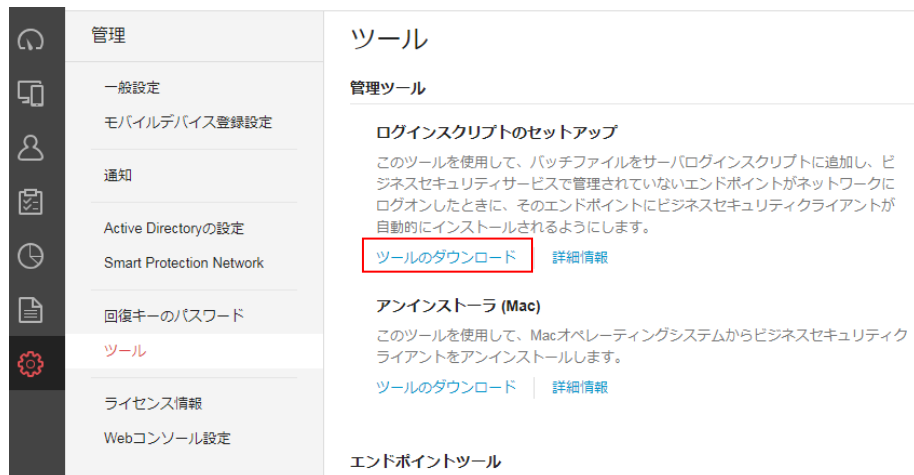 管理
一般設定
モバイルデバイス登録設定
通知
Active Directoryの設定
Smart Protection Network
回復キーのパスワード
ツール
ライセンス情報
Webコンソール設定
ツール
管理ツール
ログインスクリプトのセットアップ
このツールを使用して、バッチファイルをサーバログインスクリプトに追加し、ビ
ジネスセキュリティサービスで管理されていないエンドポイントがネットワークに
ログオンしたときに、そのエンドポイントにビジネスセキュリティクライアントが
自動的にインストールされるようにします。
ツールのダウンロード 詳細情報
アンインストーラ (Mac)
このツールを使用して、Macオペレーティングシステムからビジネスセキュリティク
ライアントをアンインストールします。
ツールのダウンロード 詳細情報
エンドポイントツール